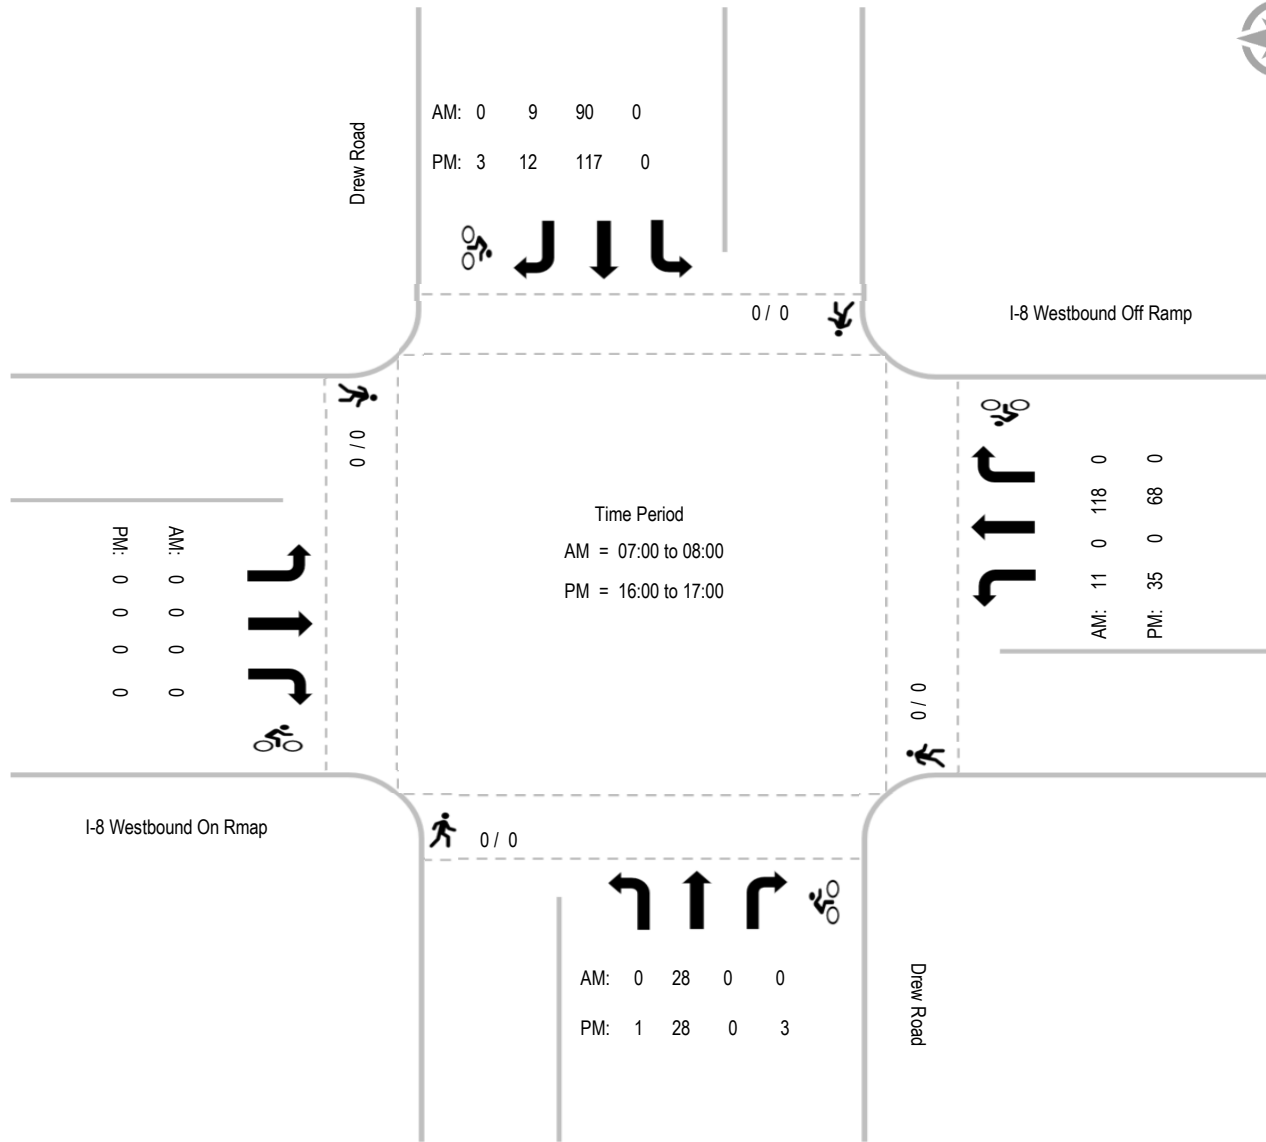 AM: 0 9 90 0
PM: 3 12 117 0
Drew Road
0 / 0
I-8 Westbound Off Ramp
0 / 0
AM: 11 0 118 0
PM: 35 0 68 0
Time Period
AM = 07:00 to 08:00
PM = 16:00 to 17:00
AM: 0 0 0 0
PM: 0 0 0 0
0 / 0
I-8 Westbound On Rmap
0 / 0
AM: 0 28 0 0
PM: 1 28 0 3
Drew Road